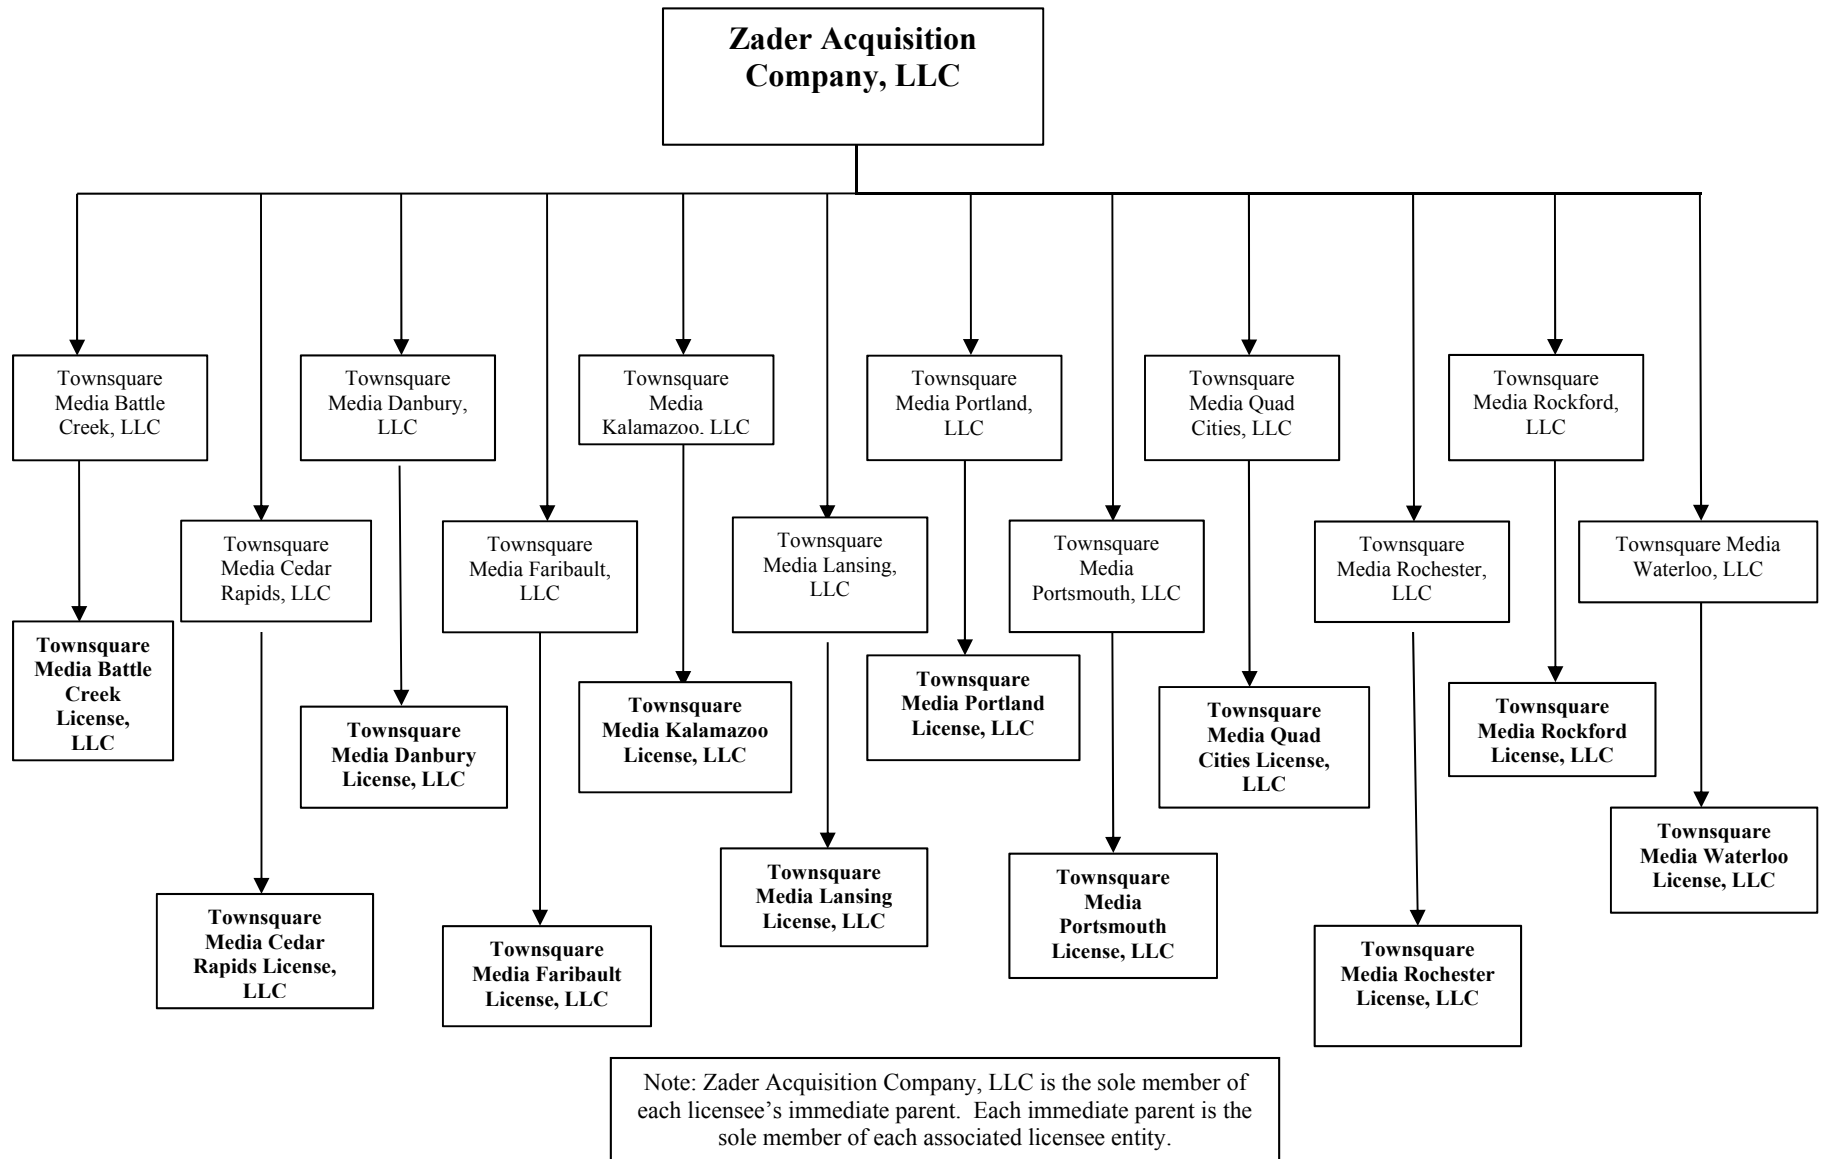 Zader Acquisition
Company, LLC
Townsquare
Media Battle
Creek, LLC
Townsquare
Media Danbury,
LLC
Townsquare
Media
Kalamazoo. LLC
Townsquare
Media Portland,
LLC
Townsquare
Media Quad
Cities, LLC
Townsquare
Media Rockford,
LLC
Townsquare
Media Cedar
Rapids, LLC
Townsquare
Media Faribault,
LLC
Townsquare
Media Lansing,
LLC
Townsquare
Media
Portsmouth, LLC
Townsquare
Media Rochester,
LLC
Townsquare Media
Waterloo, LLC
Townsquare
Media Battle
Creek
License,
LLC
Townsquare
Media Danbury
License, LLC
Townsquare
Media Kalamazoo
License, LLC
Townsquare
Media Portland
License, LLC
Townsquare
Media Quad
Cities License,
LLC
Townsquare
Media Rockford
License, LLC
Townsquare
Media Waterloo
License, LLC
Townsquare
Media Cedar
Rapids License,
LLC
Townsquare
Media Faribault
License, LLC
Townsquare
Media Lansing
License, LLC
Townsquare
Media
Portsmouth
License, LLC
Townsquare
Media Rochester
License, LLC
Note: Zader Acquisition Company, LLC is the sole member of
each licensee’s immediate parent.  Each immediate parent is the
sole member of each associated licensee entity.